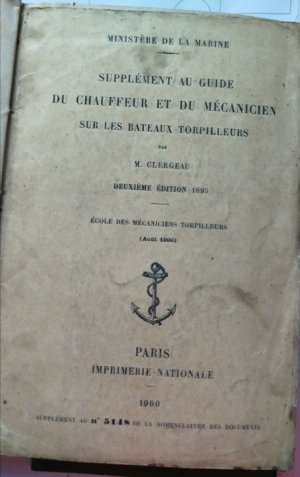 MINISTÈRE DE LA MARINE
SUPPLÉMENT AU GUIDE
DU CHAUFFEUR ET DU MÉCANICIEN
SUR LES BATEAUX TORPILLEURS
PAR
M. CLERGEAU
DEUXIÈME ÉDITION 1895
ÉCOLE DES MÉCANICIENS TORPILLEURS
(Août 1900)
PARIS
IMPRIMERIE NATIONALE
1900
SUPPLÉMENT AU nº 5148 DE LA NOMENCLATURE DES DOCUMENTS